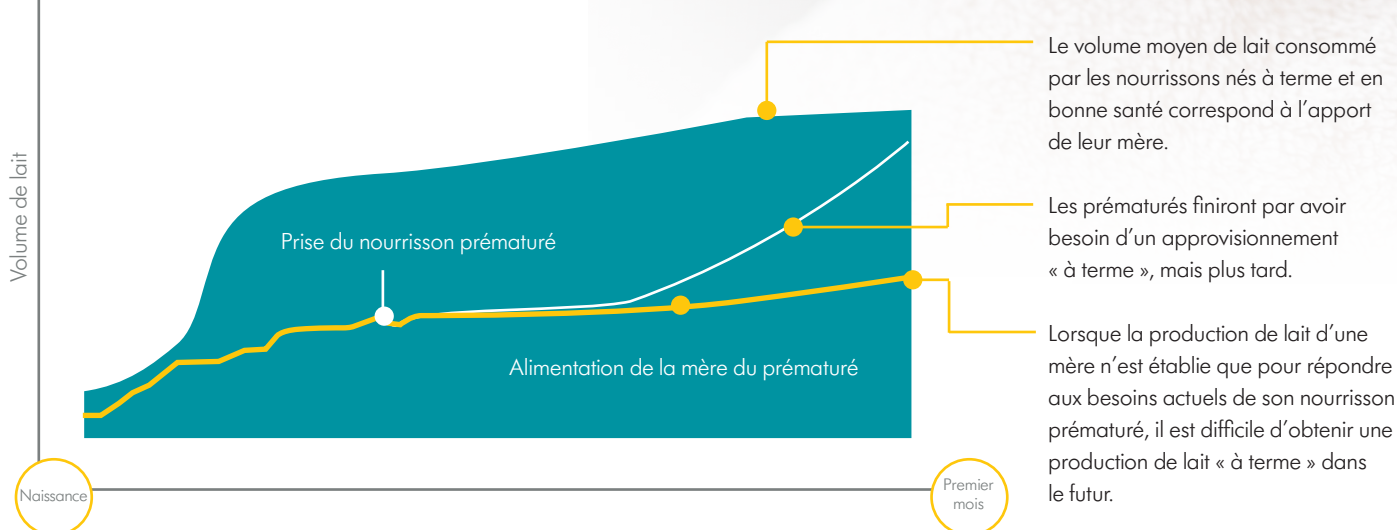 Volume de lait
Prise du nourrisson prématuré
Alimentation de la mère du prématuré
Naissance
Premier
mois
Le volume moyen de lait consommé
par les nourrissons nés à terme et en
bonne santé correspond à l’apport
de leur mère.
Les prématurés finiront par avoir
besoin d’un approvisionnement
« à terme », mais plus tard.
Lorsque la production de lait d’une
mère n’est établie que pour répondre
aux besoins actuels de son nourrisson
prématuré, il est difficile d’obtenir une
production de lait « à terme » dans
le futur.